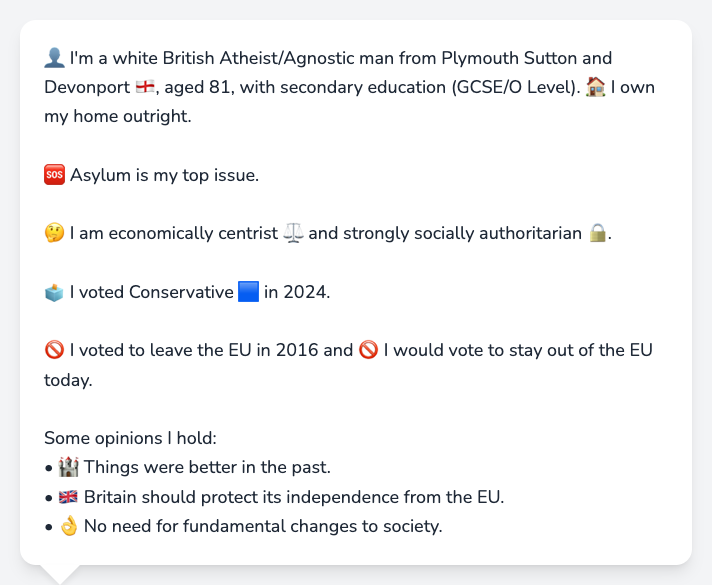 👤 I'm a white British Atheist/Agnostic man from Plymouth Sutton and
Devonport 🏴󠁧󠁢󠁥󠁮󠁧󠁿, aged 81, with secondary education (GCSE/O Level). 🏠 I own
my home outright.
🆘 Asylum is my top issue.
🤔 I am economically centrist ⚖️ and strongly socially authoritarian 🔒.
🗳️ I voted Conservative 🟦 in 2024.
🚫 I voted to leave the EU in 2016 and 🚫 I would vote to stay out of the EU
today.
Some opinions I hold:
• 🏰 Things were better in the past.
• 🇬🇧 Britain should protect its independence from the EU.
• 👌 No need for fundamental changes to society.